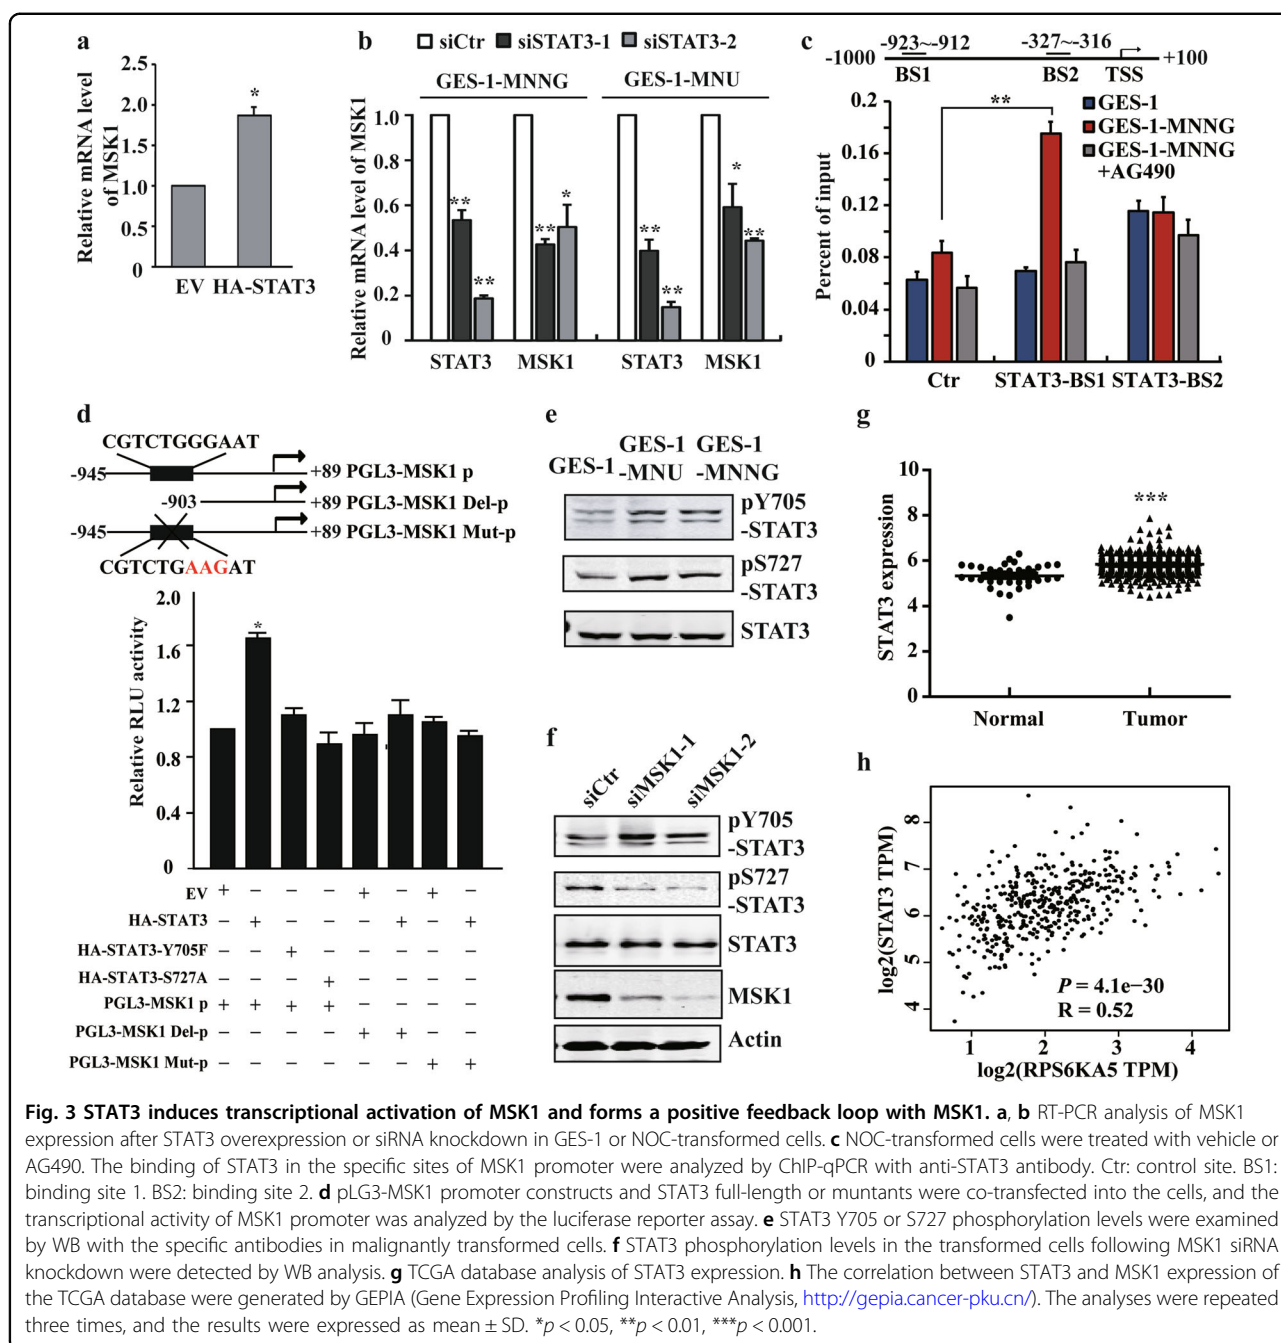 a
Relative mRNA level
of MSK1
2.5
2.0
1.5
1.0
0.5
0
*
EV HA-STAT3
b
siCtr siSTAT3-1 siSTAT3-2
GES-1-MNNG GES-1-MNU
Relative mRNA level of MSK1
1.0
0.8
0.6
0.4
0.2
0
** ** ** * ** ** * **
STAT3 MSK1 STAT3 MSK1
c
-923~-912 -327~-316
-1000 +100
BS1 BS2 TSS
Percent of input
0.2
0.16
0.12
0.08
0.04
0
**
GES-1
GES-1-MNNG
GES-1-MNNG
+AG490
Ctr STAT3-BS1 STAT3-BS2
d
CGTCTGGGAAT
-945 +89 PGL3-MSK1 p
-903 +89 PGL3-MSK1 Del-p
-945 +89 PGL3-MSK1 Mut-p
CGTCTGAAGAT
Relative RLU activity
2.0
1.6
1.2
0.8
0.4
0
*
EV + − − − + − + −
HA-STAT3 − + − − − + − +
HA-STAT3-Y705F − − + − − − − −
HA-STAT3-S727A − − − + − − − −
PGL3-MSK1 p + + + + − − − −
PGL3-MSK1 Del-p − − − − + + − −
PGL3-MSK1 Mut-p − − − − − − + +
e
GES-1 GES-1 -MNU GES-1 -MNNG
pY705
-STAT3
pS727
-STAT3
STAT3
f
siCtr siMSK1-1 siMSK1-2
pY705
-STAT3
pS727
-STAT3
STAT3
MSK1
Actin
g
STAT3 expression
10
8
6
4
2
0
***
Normal Tumor
h
log2(STAT3 TPM)
8
7
6
5
4
P = 4.1e−30
R = 0.52
1 2 3 4
log2(RPS6KA5 TPM)
Fig. 3 STAT3 induces transcriptional activation of MSK1 and forms a positive feedback loop with MSK1. a, b RT-PCR analysis of MSK1
expression after STAT3 overexpression or siRNA knockdown in GES-1 or NOC-transformed cells. c NOC-transformed cells were treated with vehicle or
AG490. The binding of STAT3 in the specific sites of MSK1 promoter were analyzed by ChIP-qPCR with anti-STAT3 antibody. Ctr: control site. BS1:
binding site 1. BS2: binding site 2. d pLG3-MSK1 promoter constructs and STAT3 full-length or muntants were co-transfected into the cells, and the
transcriptional activity of MSK1 promoter was analyzed by the luciferase reporter assay. e STAT3 Y705 or S727 phosphorylation levels were examined
by WB with the specific antibodies in malignantly transformed cells. f STAT3 phosphorylation levels in the transformed cells following MSK1 siRNA
knockdown were detected by WB analysis. g TCGA database analysis of STAT3 expression. h The correlation between STAT3 and MSK1 expression of
the TCGA database were generated by GEPIA (Gene Expression Profiling Interactive Analysis, http://gepia.cancer-pku.cn/). The analyses were repeated
three times, and the results were expressed as mean ± SD. *p < 0.05, **p < 0.01, ***p < 0.001.